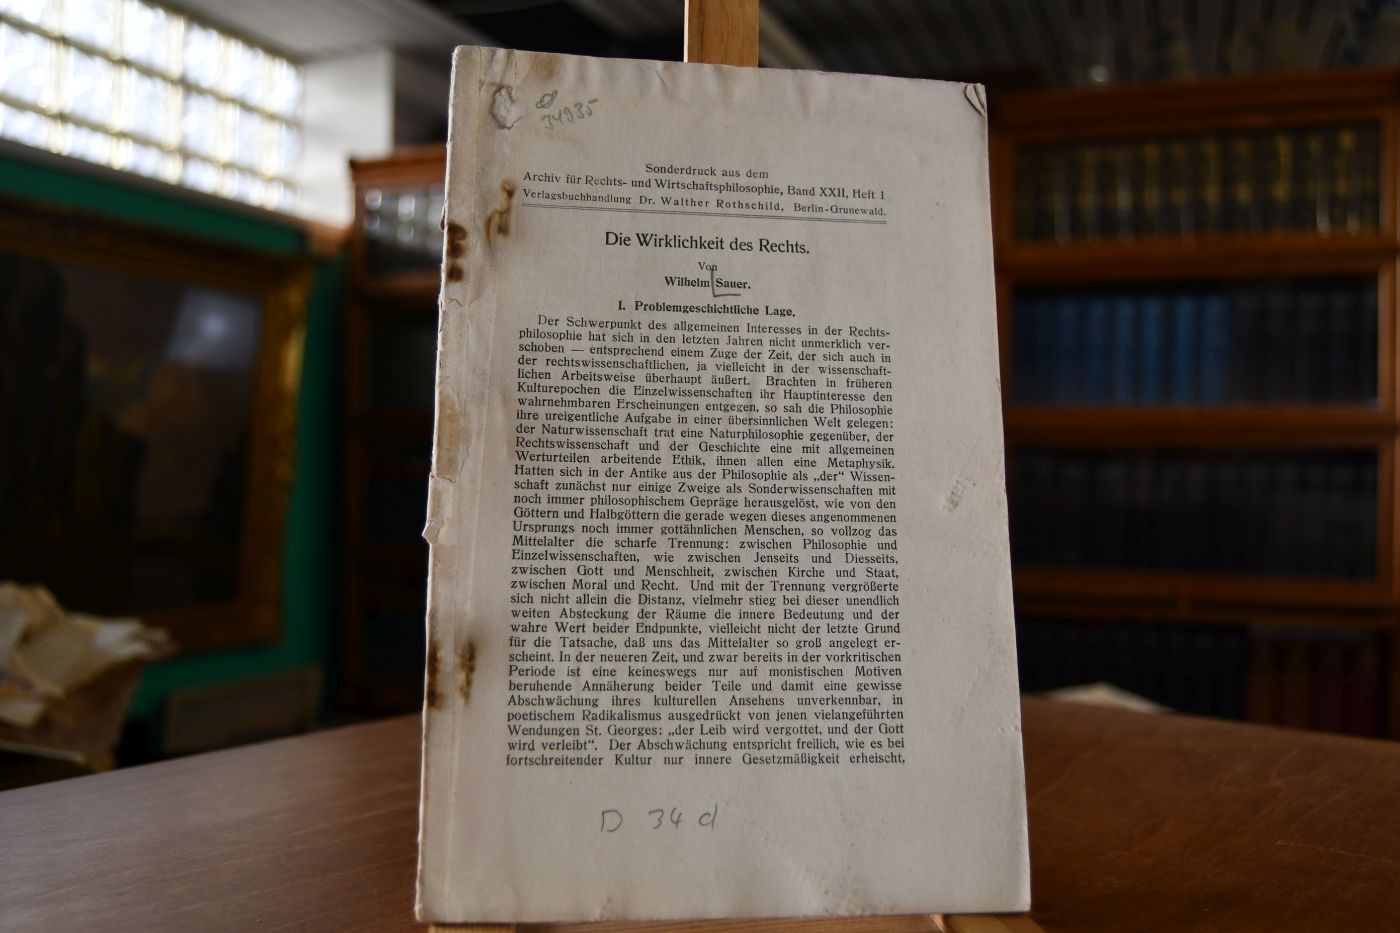 34935
Sonderdruck aus dem
Archiv für Rechts- und Wirtschaftsphilosophie, Band XXII, Heft 1
Verlagsbuchhandlung Dr. Walther Rothschild, Berlin-Grunewald.
Die Wirklichkeit des Rechts.
Von
Wilhelm Sauer.
I. Problemgeschichtliche Lage.
Der Schwerpunkt des allgemeinen Interesses in der Rechts-
philosophie hat sich in den letzten Jahren nicht unmerklich ver-
schoben — entsprechend einem Zuge der Zeit, der sich auch in
der rechtswissenschaftlichen, ja vielleicht in der wissenschaft-
lichen Arbeitsweise überhaupt äußert. Brachten in früheren
Kulturepochen die Einzelwissenschaften ihr Hauptinteresse den
wahrnehmbaren Erscheinungen entgegen, so sah die Philosophie
ihre ureigentliche Aufgabe in einer übersinnlichen Welt gelegen:
der Naturwissenschaft trat eine Naturphilosophie gegenüber, der
Rechtswissenschaft und der Geschichte eine mit allgemeinen
Werturteilen arbeitende Ethik, ihnen allen eine Metaphysik.
Hatten sich in der Antike aus der Philosophie als „der“ Wissen-
schaft zunächst nur einige Zweige als Sonderwissenschaften mit
noch immer philosophischem Gepräge herausgelöst, wie von den
Göttern und Halbgöttern die gerade wegen dieses angenommenen
Ursprungs noch immer gottähnlichen Menschen, so vollzog das
Mittelalter die scharfe Trennung: zwischen Philosophie und
Einzelwissenschaften, wie zwischen Jenseits und Diesseits,
zwischen Gott und Menschheit, zwischen Kirche und Staat,
zwischen Moral und Recht. Und mit der Trennung vergrößerte
sich nicht allein die Distanz, vielmehr stieg bei dieser unendlich
weiten Absteckung der Räume die innere Bedeutung und der
wahre Wert beider Endpunkte, vielleicht nicht der letzte Grund
für die Tatsache, daß uns das Mittelalter so groß angelegt er-
scheint. In der neueren Zeit, und zwar bereits in der vorkritischen
Periode ist eine keineswegs nur auf monistischen Motiven
beruhende Annäherung beider Teile und damit eine gewisse
Abschwächung ihres kulturellen Ansehens unverkennbar, in
poetischem Radikalismus ausgedrückt von jenen vielangeführten
Wendungen St. Georges: „der Leib wird vergottet, und der Gott
wird verleibt“. Der Abschwächung entspricht freilich, wie es bei
fortschreitender Kultur nur innere Gesetzmäßigkeit erheischt,
D 34 d